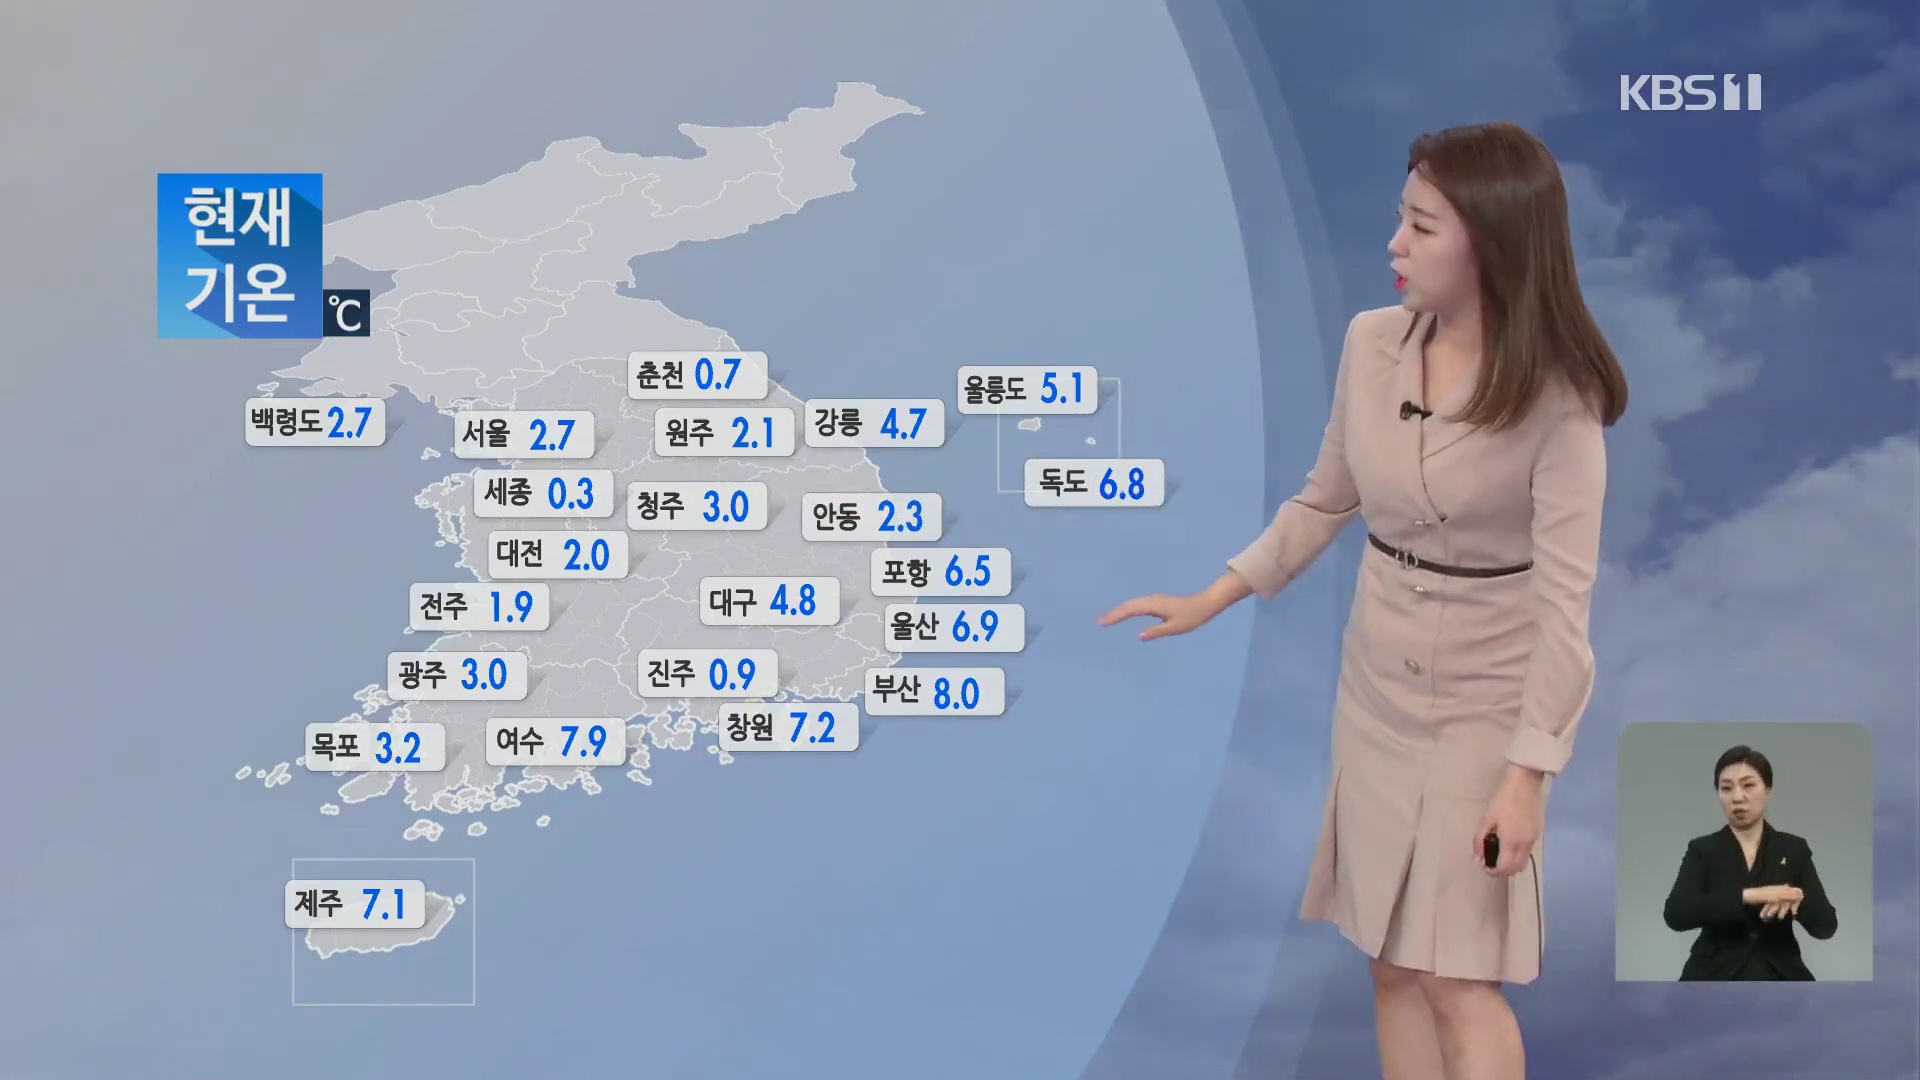 KBS 1
현재
기온
℃
춘천 0.7
울릉도 5.1
백령도 2.7
서울 2.7
원주 2.1
강릉 4.7
독도 6.8
세종 0.3
청주 3.0
안동 2.3
대전 2.0
포항 6.5
전주 1.9
대구 4.8
울산 6.9
광주 3.0
진주 0.9
부산 8.0
목포 3.2
여수 7.9
창원 7.2
제주 7.1